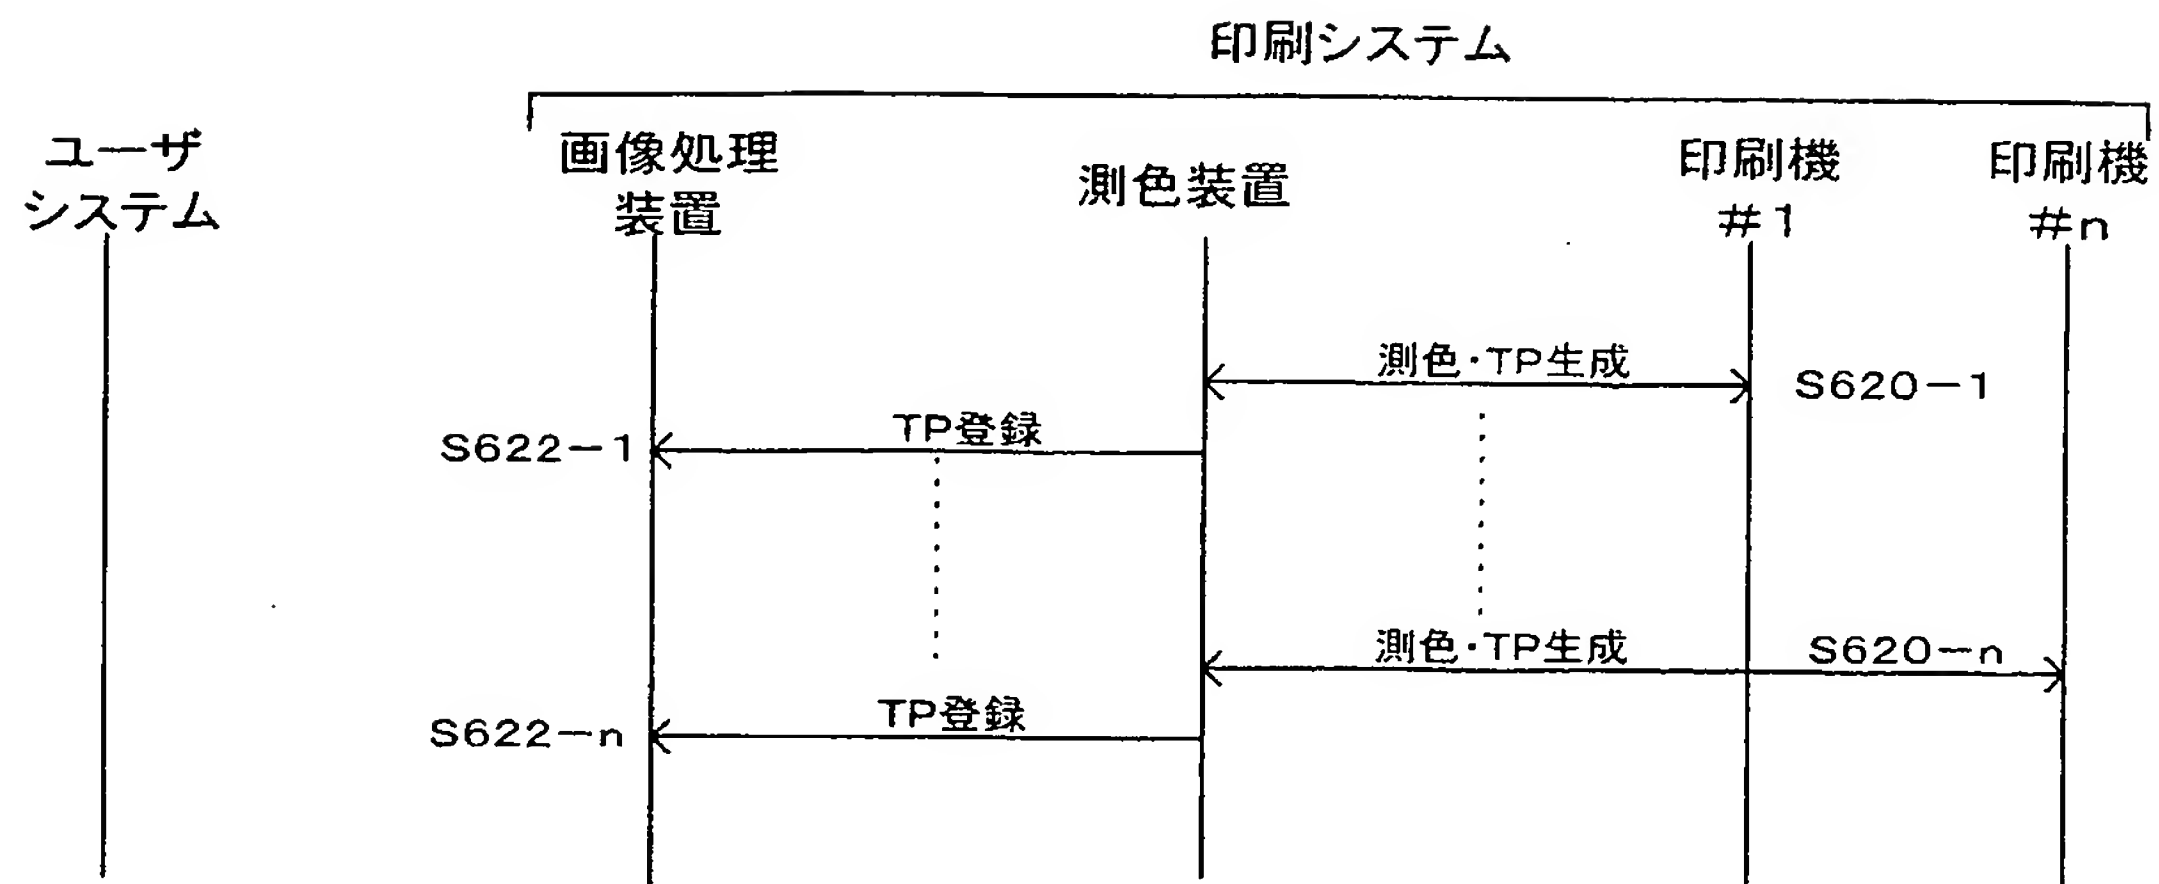 印刷システム
ユーザ
システム
画像処理
装置
測色装置
印刷機
#1
印刷機
#n
測色・TP生成
S620-1
TP登録
S622-1
測色・TP生成
S620-n
TP登録
S622-n